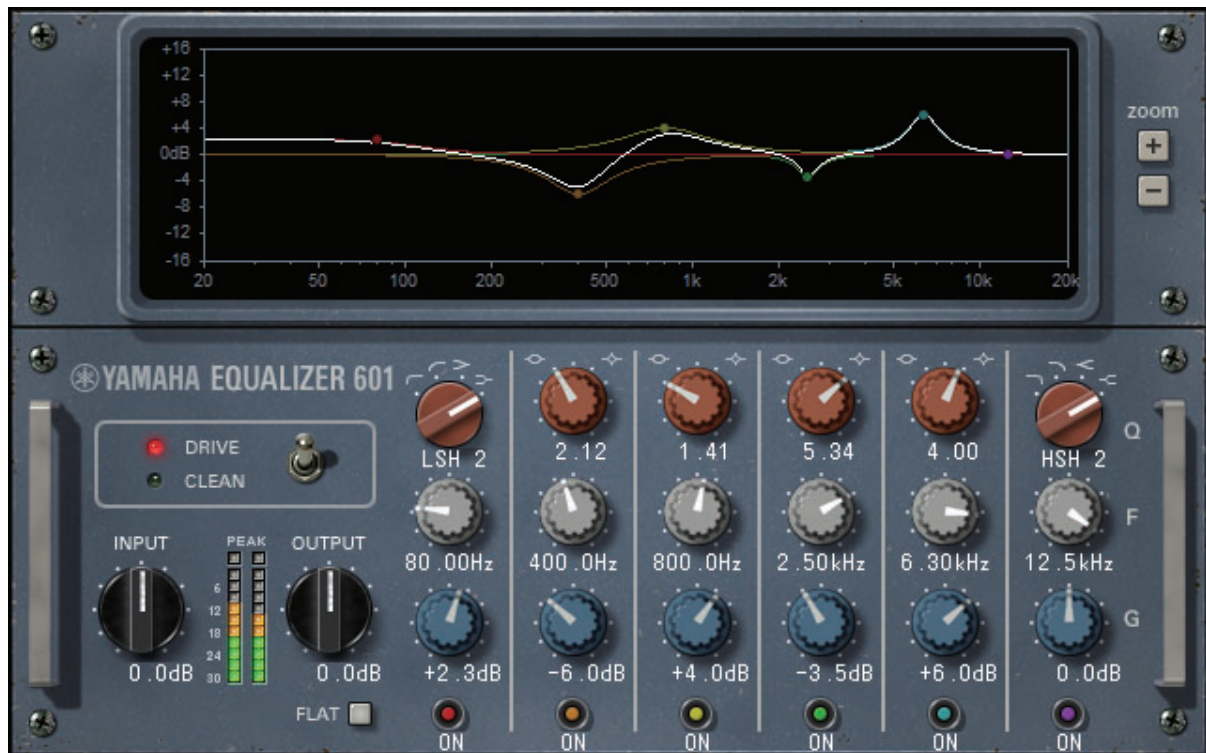 +16
+12
+8
+4
0dB
-4
-8
-12
-16
20 50 100 200 500 1k 2k 5k 10k 20k
zoom
+
−
YAMAHA EQUALIZER 601
DRIVE
CLEAN
LSH 2 2.12 1.41 5.34 4.00 HSH 2 Q
80.00Hz 400.0Hz 800.0Hz 2.50kHz 6.30kHz 12.5kHz F
INPUT PEAK OUTPUT
6
12
18
24
30
0.0dB 0.0dB
+2.3dB -6.0dB +4.0dB -3.5dB +6.0dB 0.0dB G
FLAT
ON ON ON ON ON ON